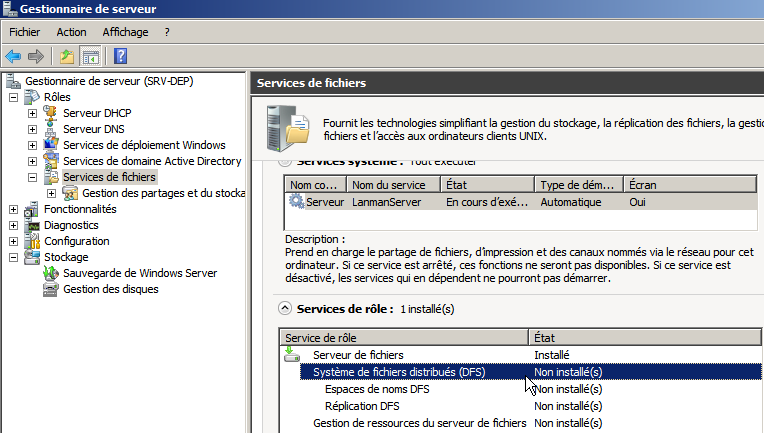 Gestionnaire de serveur
Fichier Action Affichage ?
Gestionnaire de serveur (SRV-DEP)
Rôles
Serveur DHCP
Serveur DNS
Services de déploiement Windows
Services de domaine Active Directory
Services de fichiers
Gestion des partages et du stocka
Fonctionnalités
Diagnostics
Configuration
Stockage
Sauvegarde de Windows Server
Gestion des disques
Services de fichiers
Fournit les technologies simplifiant la gestion du stockage, la réplication des fichiers, la gestio
fichiers et l'accès aux ordinateurs clients UNIX.
Services système : Tout exécuter
Nom co... Nom du service État Type de dém... Écran
Serveur LanmanServer En cours d'exé... Automatique Oui
Description :
Prend en charge le partage de fichiers, d'impression et des canaux nommés via le réseau pour cet
ordinateur. Si ce service est arrêté, ces fonctions ne seront pas disponibles. Si ce service est
désactivé, les services qui en dépendent ne pourront pas démarrer.
Services de rôle : 1 installé(s)
Service de rôle État
Serveur de fichiers Installé
Système de fichiers distribués (DFS) Non installé(s)
Espaces de noms DFS Non installé(s)
Réplication DFS Non installé(s)
Gestion de ressources du serveur de fichiers Non installé(s)